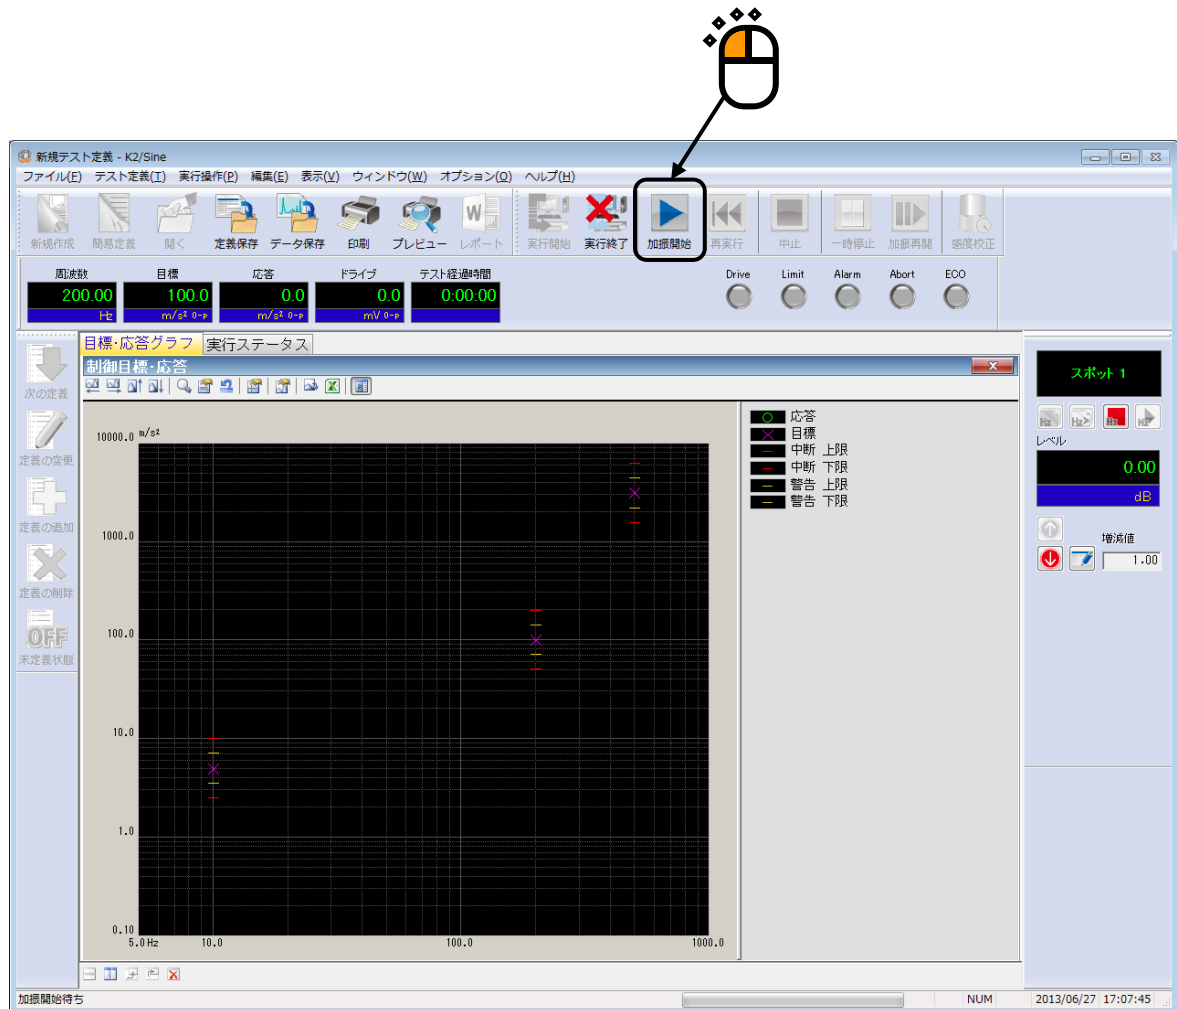 新規テスト定義 - K2/Sine
ファイル(F) テスト定義(T) 実行操作(P) 編集(E) 表示(V) ウィンドウ(W) オプション(O) ヘルプ(H)
新規作成 簡易定義 開く 定義保存 データ保存 印刷 プレビュー レポート 実行開始 実行終了 加振開始 再実行 中止 一時停止 加振再開 感度校正
周波数 目標 応答 ドライブ テスト経過時間 Drive Limit Alarm Abort ECO
200.00 100.0 0.0 0.0 0:00:00
Hz m/s² 0-p m/s² 0-p mV 0-p
目標・応答グラフ 実行ステータス
制御目標・応答
次の定義
定義の変更
定義の追加
定義の削除
OFF
未定義状態
m/s²
10000.0
1000.0
100.0
10.0
1.0
0.10
5.0 Hz 10.0 100.0 1000.0
応答
目標
中断 上限
中断 下限
警告 上限
警告 下限
スポット 1
Hz Hz> Hz Hz
レベル
0.00
dB
増減値
1.00
加振開始待ち NUM 2013/06/27 17:07:45